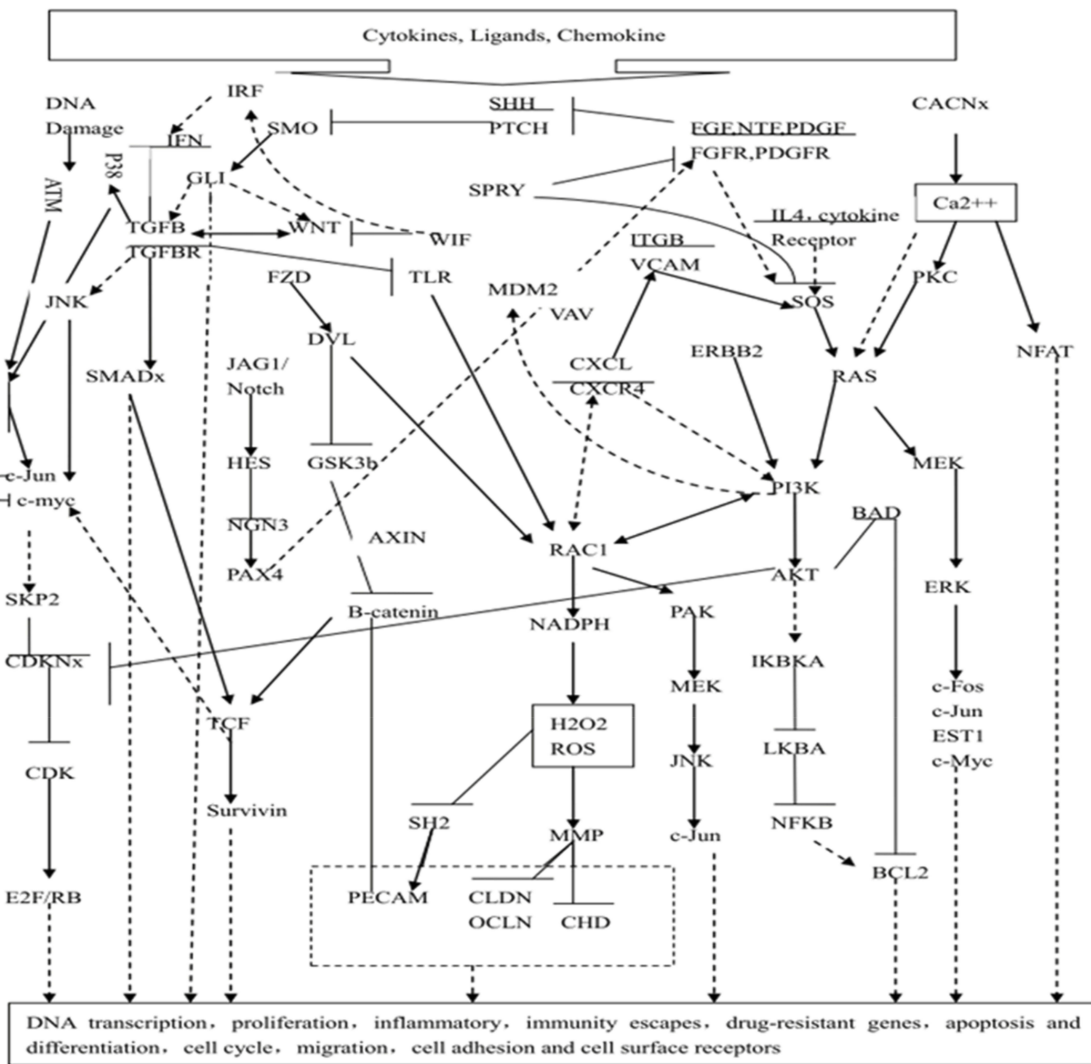 Cytokines, Ligands, Chemokine
IRF
DNA
Damage
SHH
PTCH
CACNx
SMO
FGF,NTF,PDGF
FGFR,PDGFR
IFN
P38
GLI
ATM
SPRY
Ca2++
IL4, cytokine
Receptor
TGFB
TGFBR
WNT
WIF
ITGB
VCAM
FZD
TLR
PKC
MDM2
VAV
JNK
SOS
DVL
NFAT
SMADx
JAG1/
Notch
CXCL
CXCR4
ERBB2
RAS
HES
GSK3b
MEK
c-Jun
c-myc
PI3K
BAD
NGN3
AXIN
RAC1
PAX4
AKT
ERK
SKP2
B-catenin
PAK
NADPH
CDKNx
IKBKA
MEK
c-Fos
c-Jun
EST1
c-Myc
TCF
H2O2
ROS
LKBA
JNK
CDK
Survivin
SH2
MMP
c-Jun
NFKB
BCL2
E2F/RB
PECAM
CLDN
OCLN
CHD
DNA transcription, proliferation, inflammatory, immunity escapes, drug-resistant genes, apoptosis and
differentiation, cell cycle, migration, cell adhesion and cell surface receptors